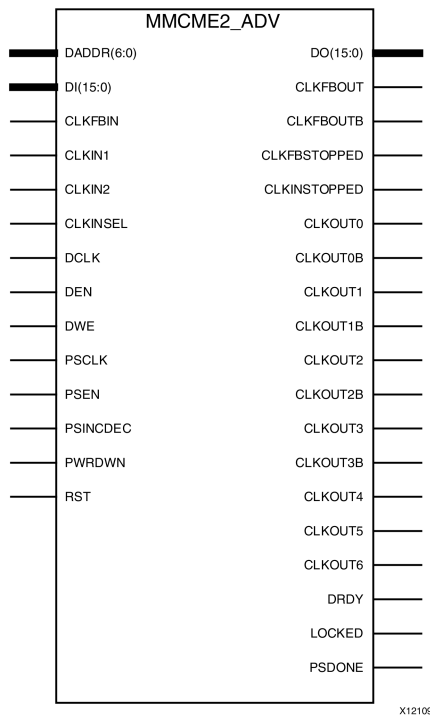 MMCME2_ADV
DADDR(6:0) DO(15:0)
DI(15:0) CLKFBOUT
CLKFBIN CLKFBOUTB
CLKIN1 CLKFBSTOPPED
CLKIN2 CLKINSTOPPED
CLKINSEL CLKOUT0
DCLK CLKOUT0B
DEN CLKOUT1
DWE CLKOUT1B
PSCLK CLKOUT2
PSEN CLKOUT2B
PSINCDEC CLKOUT3
PWRDWN CLKOUT3B
RST CLKOUT4
CLKOUT5
CLKOUT6
DRDY
LOCKED
PSDONE
X12109